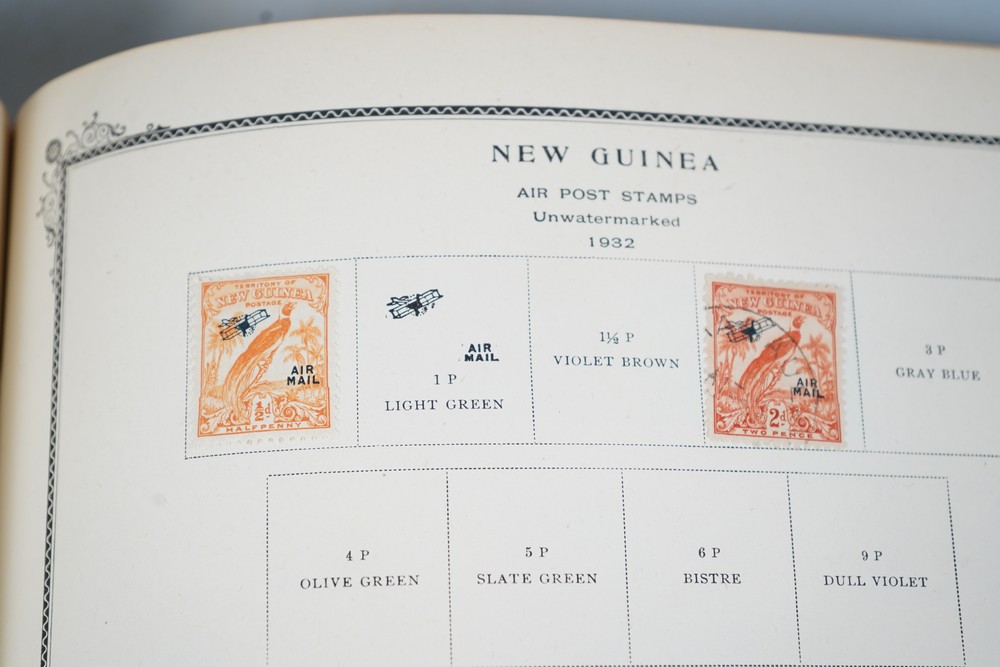 NEW GUINEA
AIR POST STAMPS
Unwatermarked
1932
TERRITORY OF
NEW GUINEA
POSTAGE
AIR
MAIL
½d
HALFPENNY
AIR
MAIL
1 P
LIGHT GREEN
1½ P
VIOLET BROWN
TERRITORY OF
NEW GUINEA
POSTAGE
AIR
MAIL
2d
TWO PENCE
3 P
GRAY BLUE
4 P
OLIVE GREEN
5 P
SLATE GREEN
6 P
BISTRE
9 P
DULL VIOLET